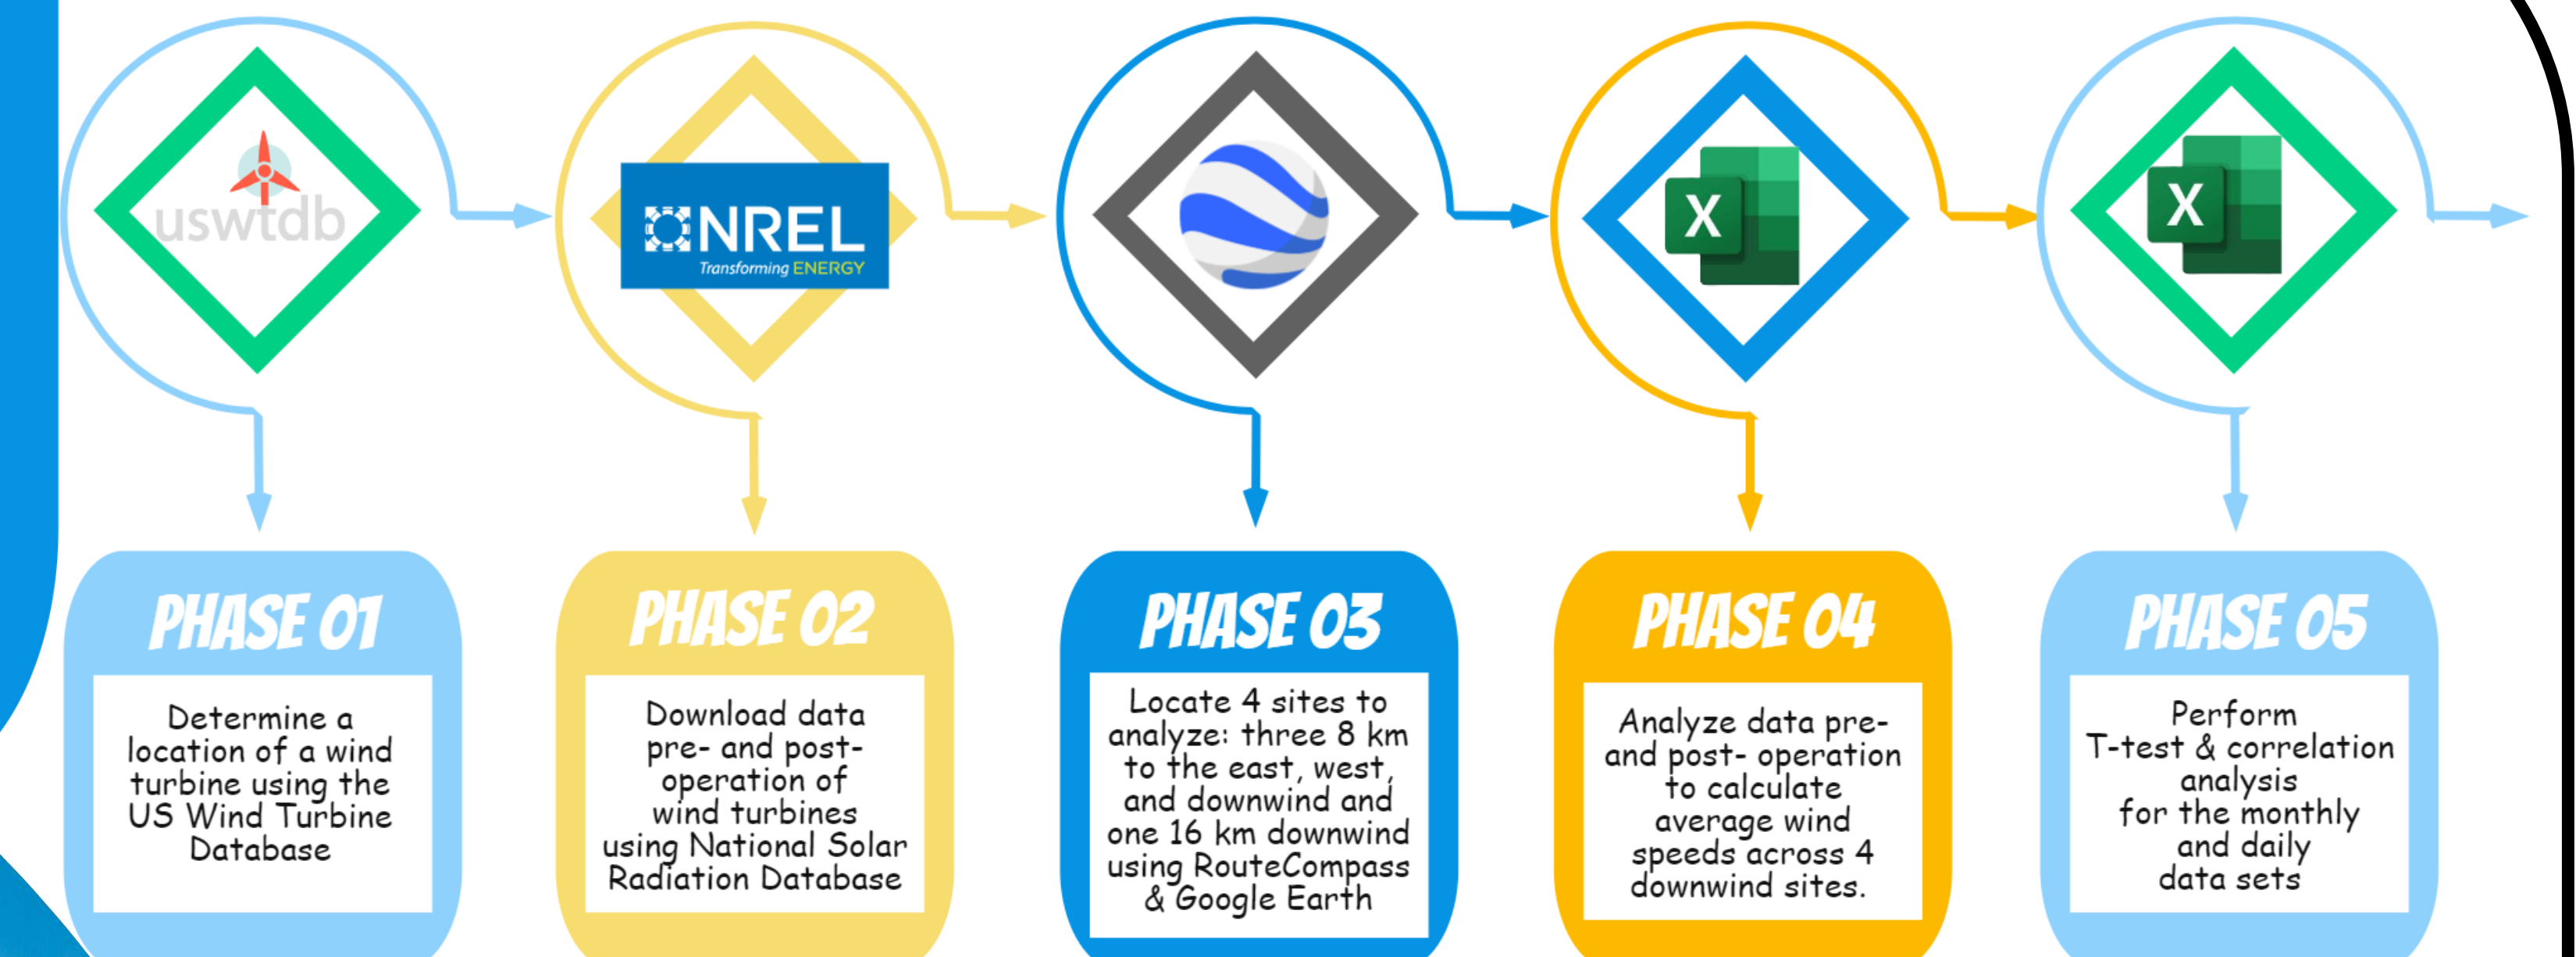 uswtdb
NREL
Transforming ENERGY
X
X
PHASE 01
Determine a
location of a wind
turbine using the
US Wind Turbine
Database
PHASE 02
Download data
pre- and post-
operation of
wind turbines
using National Solar
Radiation Database
PHASE 03
Locate 4 sites to
analyze: three 8 km
to the east, west,
and downwind and
one 16 km downwind
using RouteCompass
& Google Earth
PHASE 04
Analyze data pre-
and post- operation
to calculate
average wind
speeds across 4
downwind sites.
PHASE 05
Perform
T-test & correlation
analysis
for the monthly
and daily
data sets